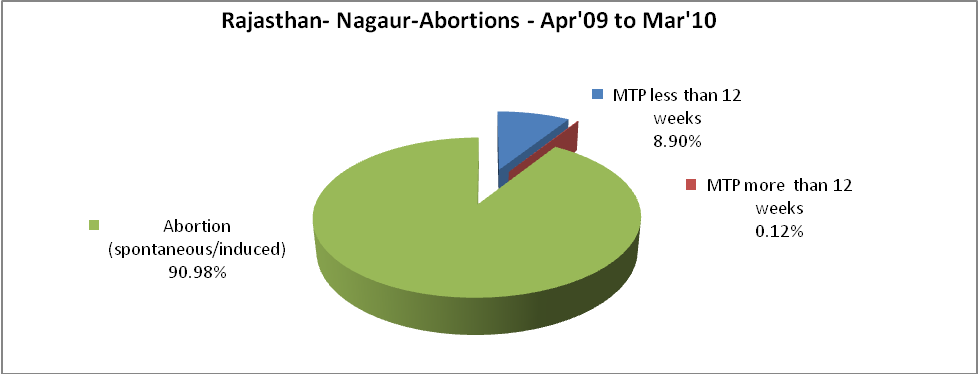 Rajasthan- Nagaur-Abortions - Apr'09 to Mar'10
MTP less than 12
weeks
8.90%
MTP more  than 12
weeks
0.12%
Abortion
(spontaneous/induced)
90.98%